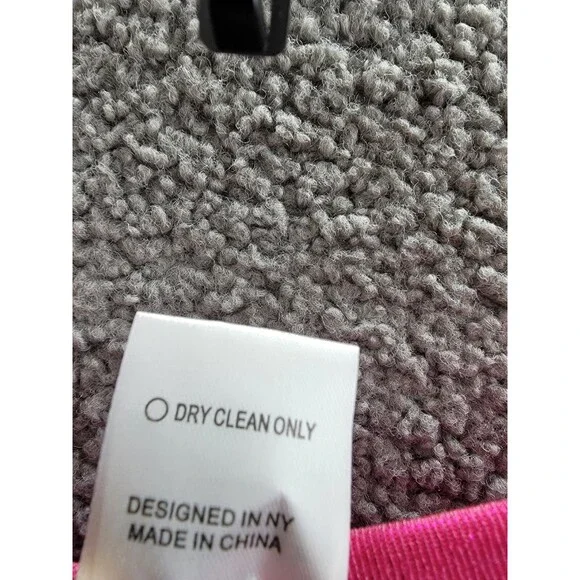 DRY CLEAN ONLY
DESIGNED IN NY
MADE IN CHINA